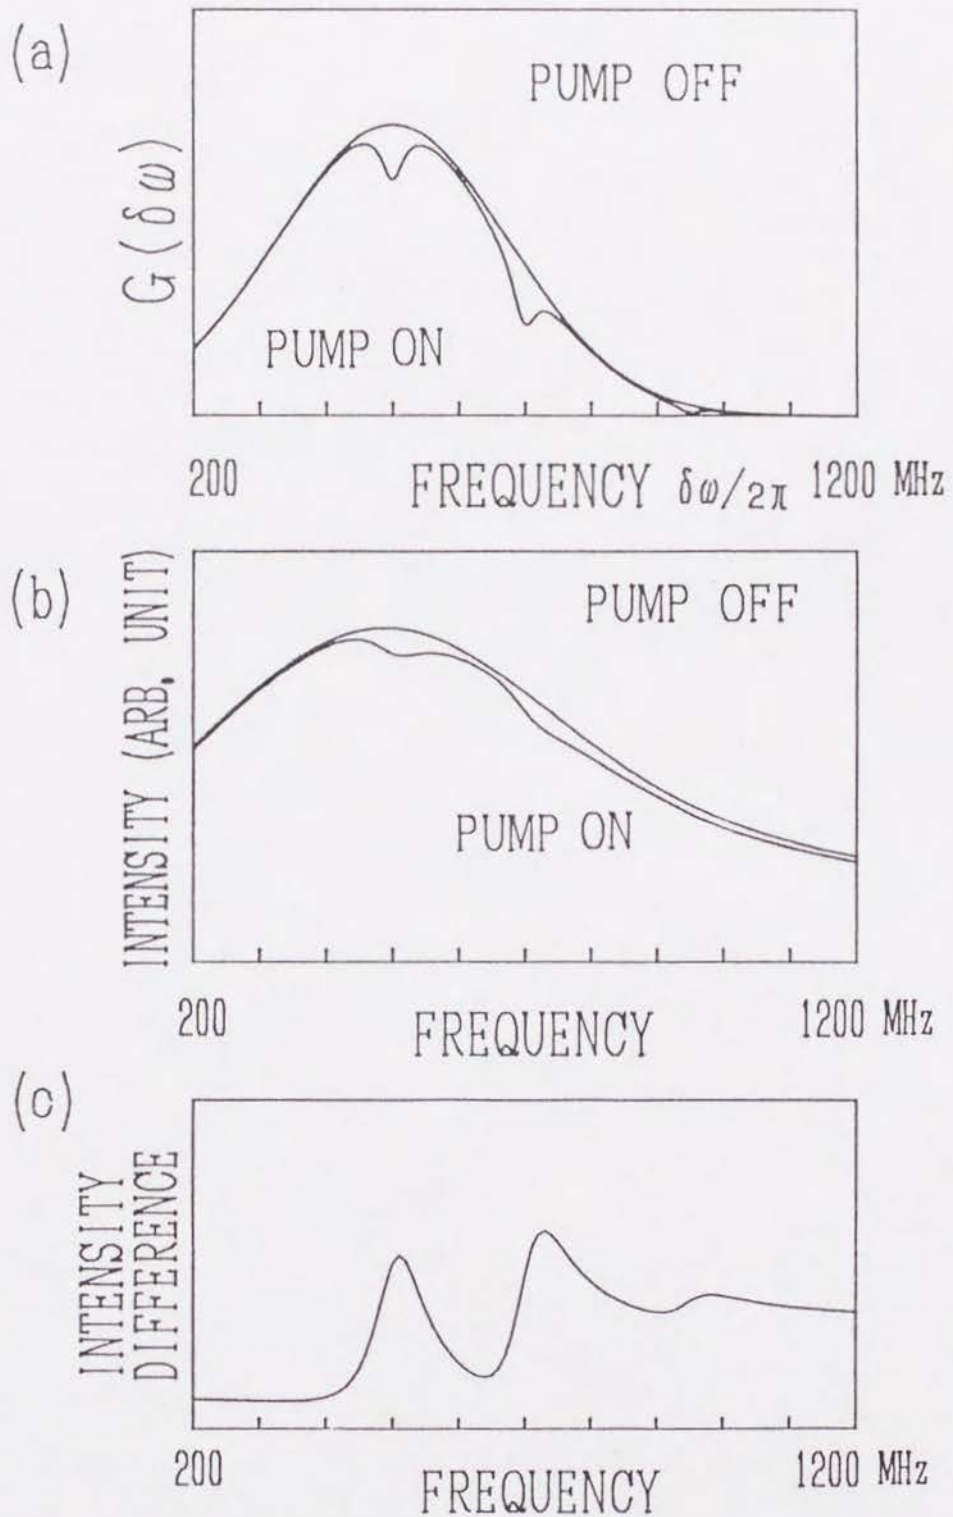 (a)
PUMP OFF
G(δω)
PUMP ON
200
FREQUENCY δω/2π
1200 MHz
(b)
PUMP OFF
INTENSITY (ARB. UNIT)
PUMP ON
200
FREQUENCY
1200 MHz
(c)
INTENSITY
DIFFERENCE
200
FREQUENCY
1200 MHz